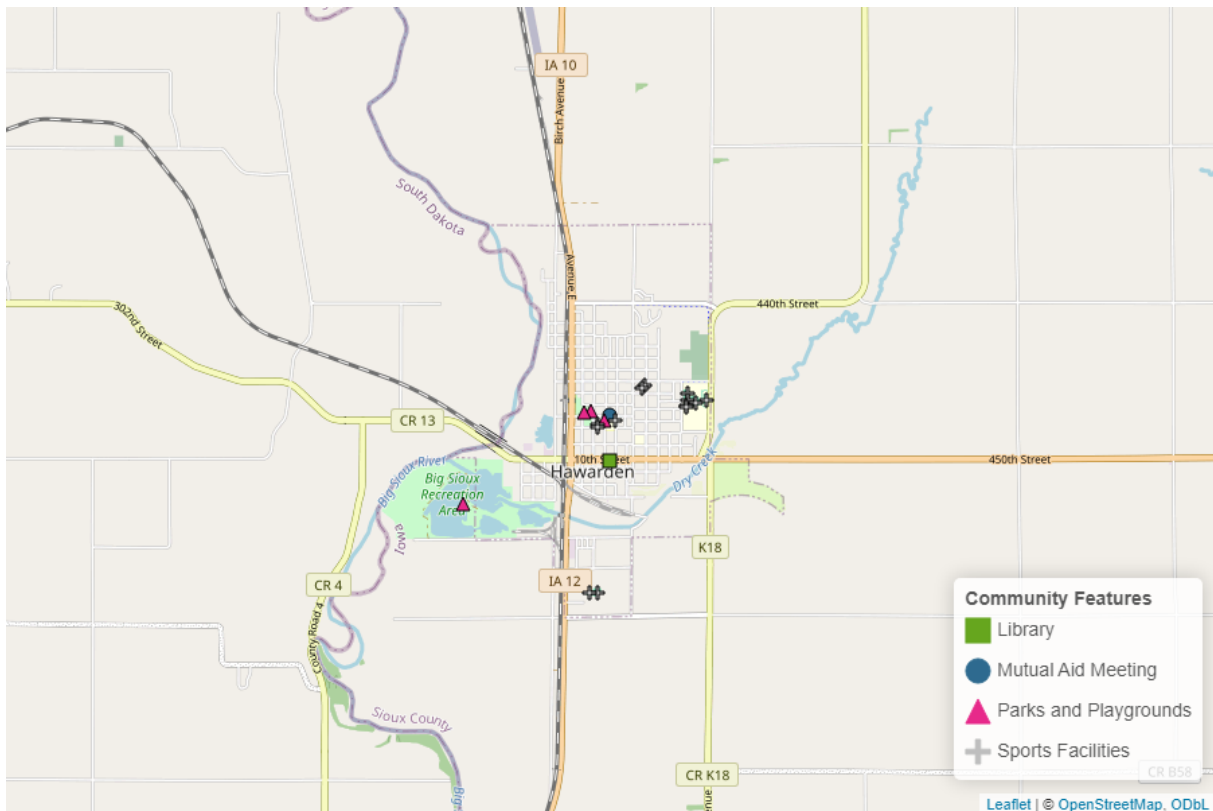 IA 10
Birch Avenue
South Dakota
Avenue E
440th Street
302nd Street
CR 13
10th Street
450th Street
Hawarden
Big Sioux River
Big Sioux
Recreation
Area
Dry Creek
Iowa
K18
CR 4
IA 12
County Road 4
Sioux County
Big
CR K18
CR B58
Community Features
Library
Mutual Aid Meeting
Parks and Playgrounds
Sports Facilities
Leaflet | © OpenStreetMap, ODbL